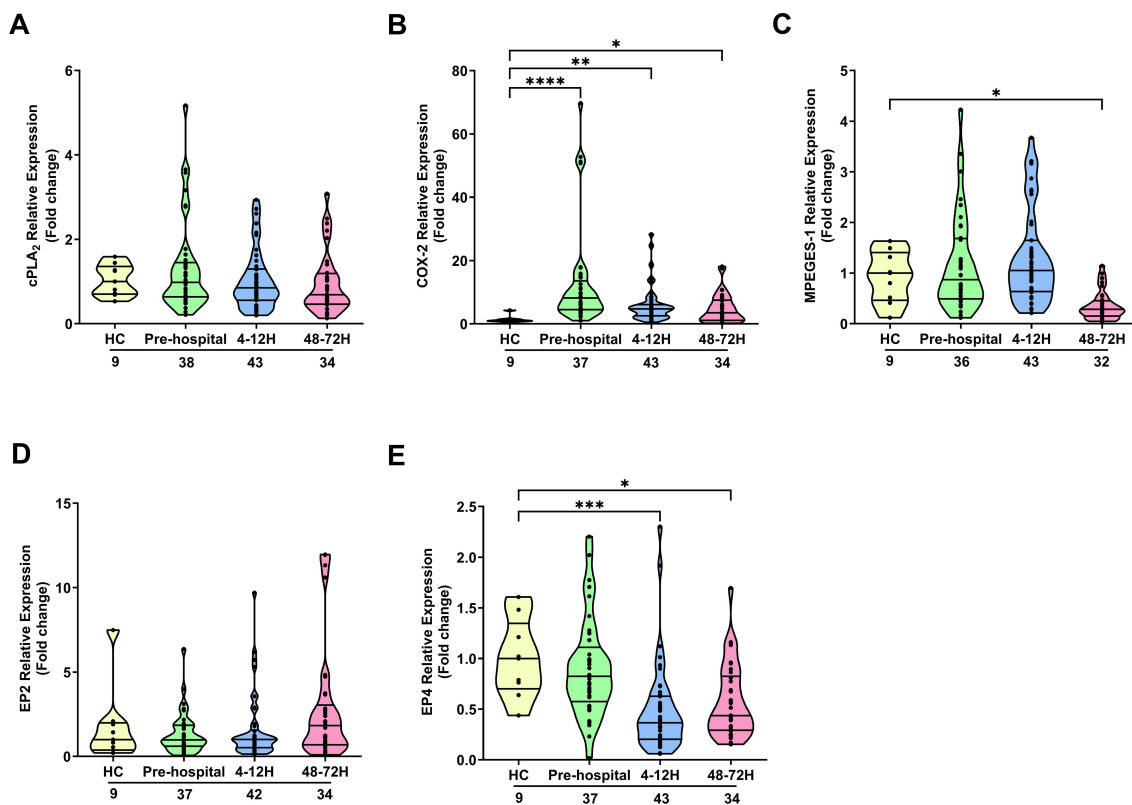 A
cPLA₂ Relative Expression
(Fold change)
6
4
2
0
HC Pre-hospital 4-12H 48-72H
9 38 43 34
B
COX-2 Relative Expression
(Fold change)
80
60
40
20
0
*
**
****
HC Pre-hospital 4-12H 48-72H
9 37 43 34
C
MPEGES-1 Relative Expression
(Fold change)
5
4
3
2
1
0
*
HC Pre-hospital 4-12H 48-72H
9 36 43 32
D
EP2 Relative Expression
(Fold change)
15
10
5
0
HC Pre-hospital 4-12H 48-72H
9 37 42 34
E
EP4 Relative Expression
(Fold change)
2.5
2.0
1.5
1.0
0.5
0.0
*
***
HC Pre-hospital 4-12H 48-72H
9 37 43 34